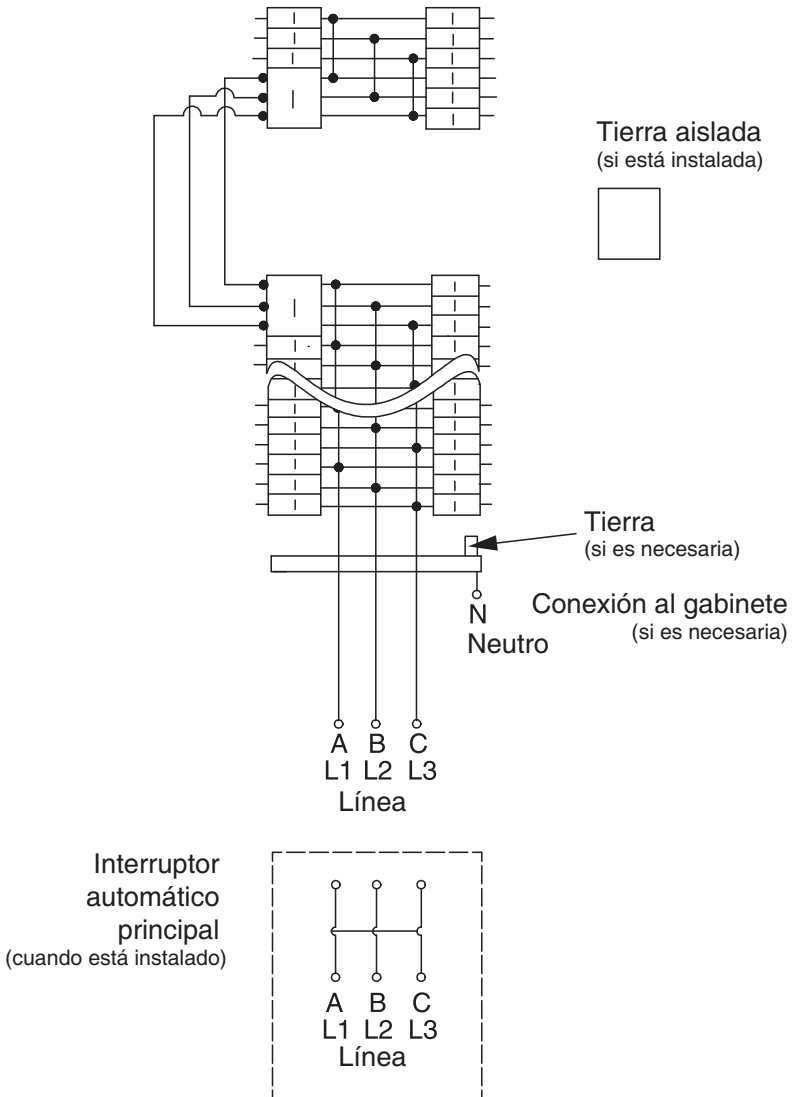 Tierra aislada
(si está instalada)
Tierra
(si es necesaria)
Conexión al gabinete
(si es necesaria)
N
Neutro
A B C
L1 L2 L3
Línea
Interruptor
automático
principal
(cuando está instalado)
A B C
L1 L2 L3
Línea